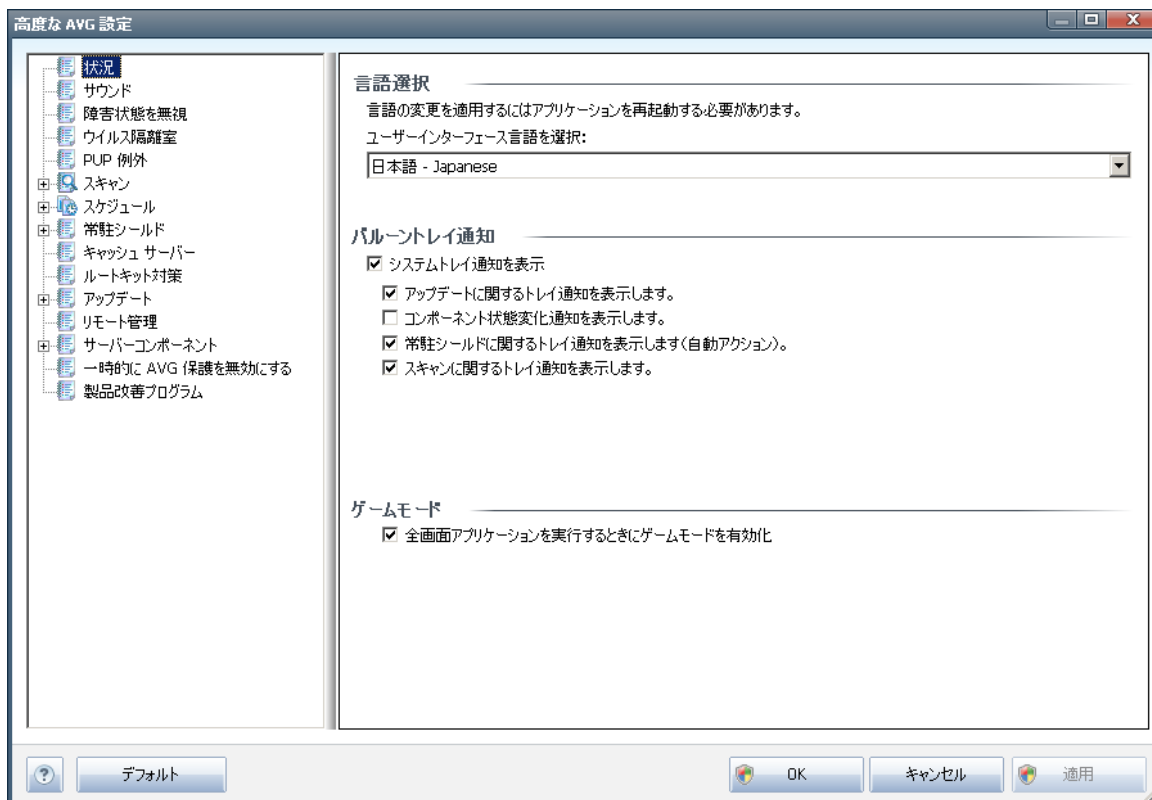 高度な AVG 設定
状況
サウンド
障害状態を無視
ウイルス隔離室
PUP 例外
スキャン
スケジュール
常駐シールド
キャッシュ サーバー
ルートキット対策
アップデート
リモート管理
サーバーコンポーネント
一時的に AVG 保護を無効にする
製品改善プログラム
言語選択
言語の変更を適用するにはアプリケーションを再起動する必要があります。
ユーザーインターフェース言語を選択:
日本語 - Japanese
バルーントレイ通知
システムトレイ通知を表示
アップデートに関するトレイ通知を表示します。
コンポーネント状態変化通知を表示します。
常駐シールドに関するトレイ通知を表示します(自動アクション)。
スキャンに関するトレイ通知を表示します。
ゲームモード
全画面アプリケーションを実行するときにゲームモードを有効化
?
デフォルト
OK
キャンセル
適用